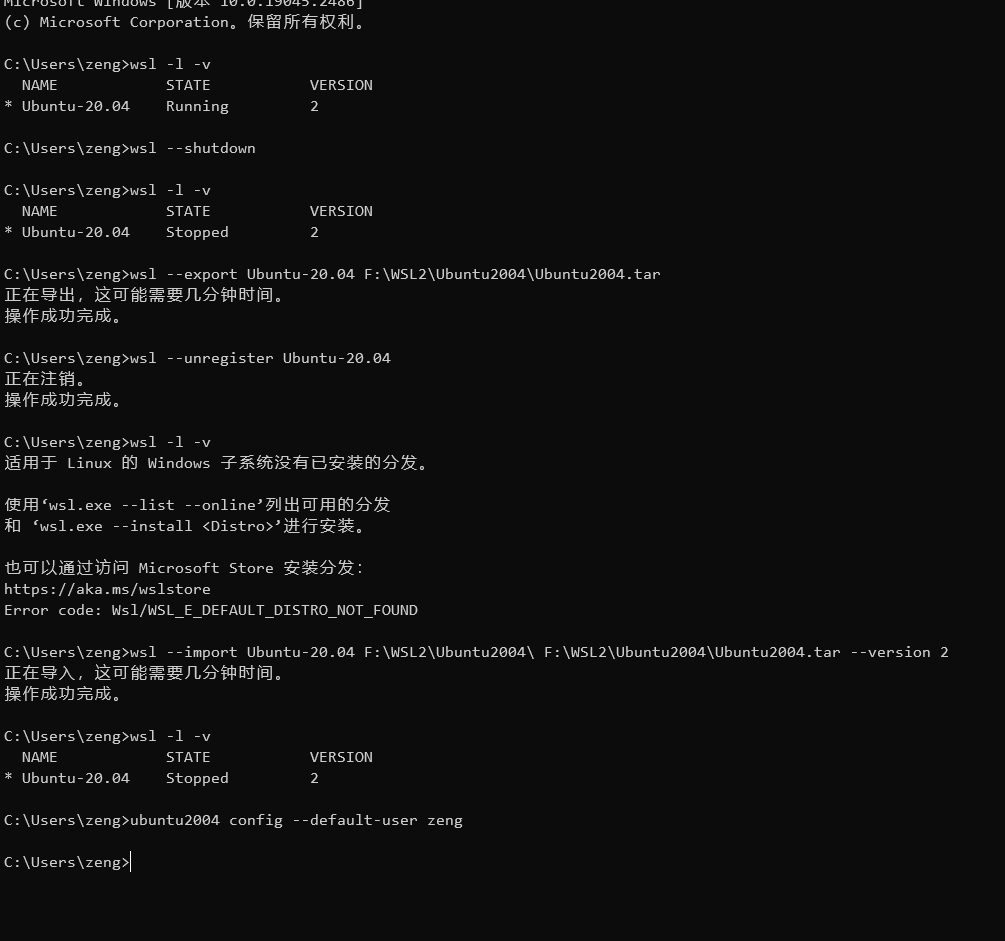 Microsoft Windows [版本 10.0.19045.2486]
(c) Microsoft Corporation。保留所有权利。
C:\Users\zeng>wsl -l -v
  NAME            STATE           VERSION
* Ubuntu-20.04    Running         2
C:\Users\zeng>wsl --shutdown
C:\Users\zeng>wsl -l -v
  NAME            STATE           VERSION
* Ubuntu-20.04    Stopped         2
C:\Users\zeng>wsl --export Ubuntu-20.04 F:\WSL2\Ubuntu2004\Ubuntu2004.tar
正在导出，这可能需要几分钟时间。
操作成功完成。
C:\Users\zeng>wsl --unregister Ubuntu-20.04
正在注销。
操作成功完成。
C:\Users\zeng>wsl -l -v
适用于 Linux 的 Windows 子系统没有已安装的分发。
使用‘wsl.exe --list --online’列出可用的分发
和 ‘wsl.exe --install <Distro>’进行安装。
也可以通过访问 Microsoft Store 安装分发：
https://aka.ms/wslstore
Error code: Wsl/WSL_E_DEFAULT_DISTRO_NOT_FOUND
C:\Users\zeng>wsl --import Ubuntu-20.04 F:\WSL2\Ubuntu2004\ F:\WSL2\Ubuntu2004\Ubuntu2004.tar --version 2
正在导入，这可能需要几分钟时间。
操作成功完成。
C:\Users\zeng>wsl -l -v
  NAME            STATE           VERSION
* Ubuntu-20.04    Stopped         2
C:\Users\zeng>ubuntu2004 config --default-user zeng
C:\Users\zeng>